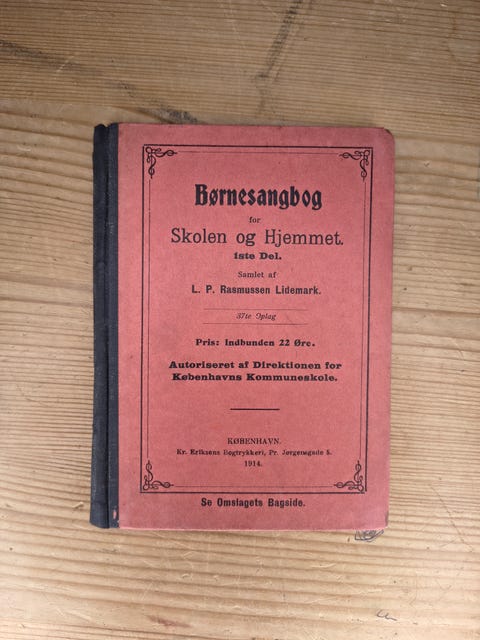 Børnesangbog
for
Skolen og Hjemmet.
1ste Del.
Samlet af
L. P. Rasmussen Lidemark.
37te Oplag
Pris: Indbunden 22 Øre.
Autoriseret af Direktionen for
Københavns Kommuneskole.
KØBENHAVN.
Kr. Eriksens Bogtrykkeri, Pr. Jørgensgade 5.
1914.
Se Omslagets Bagside.